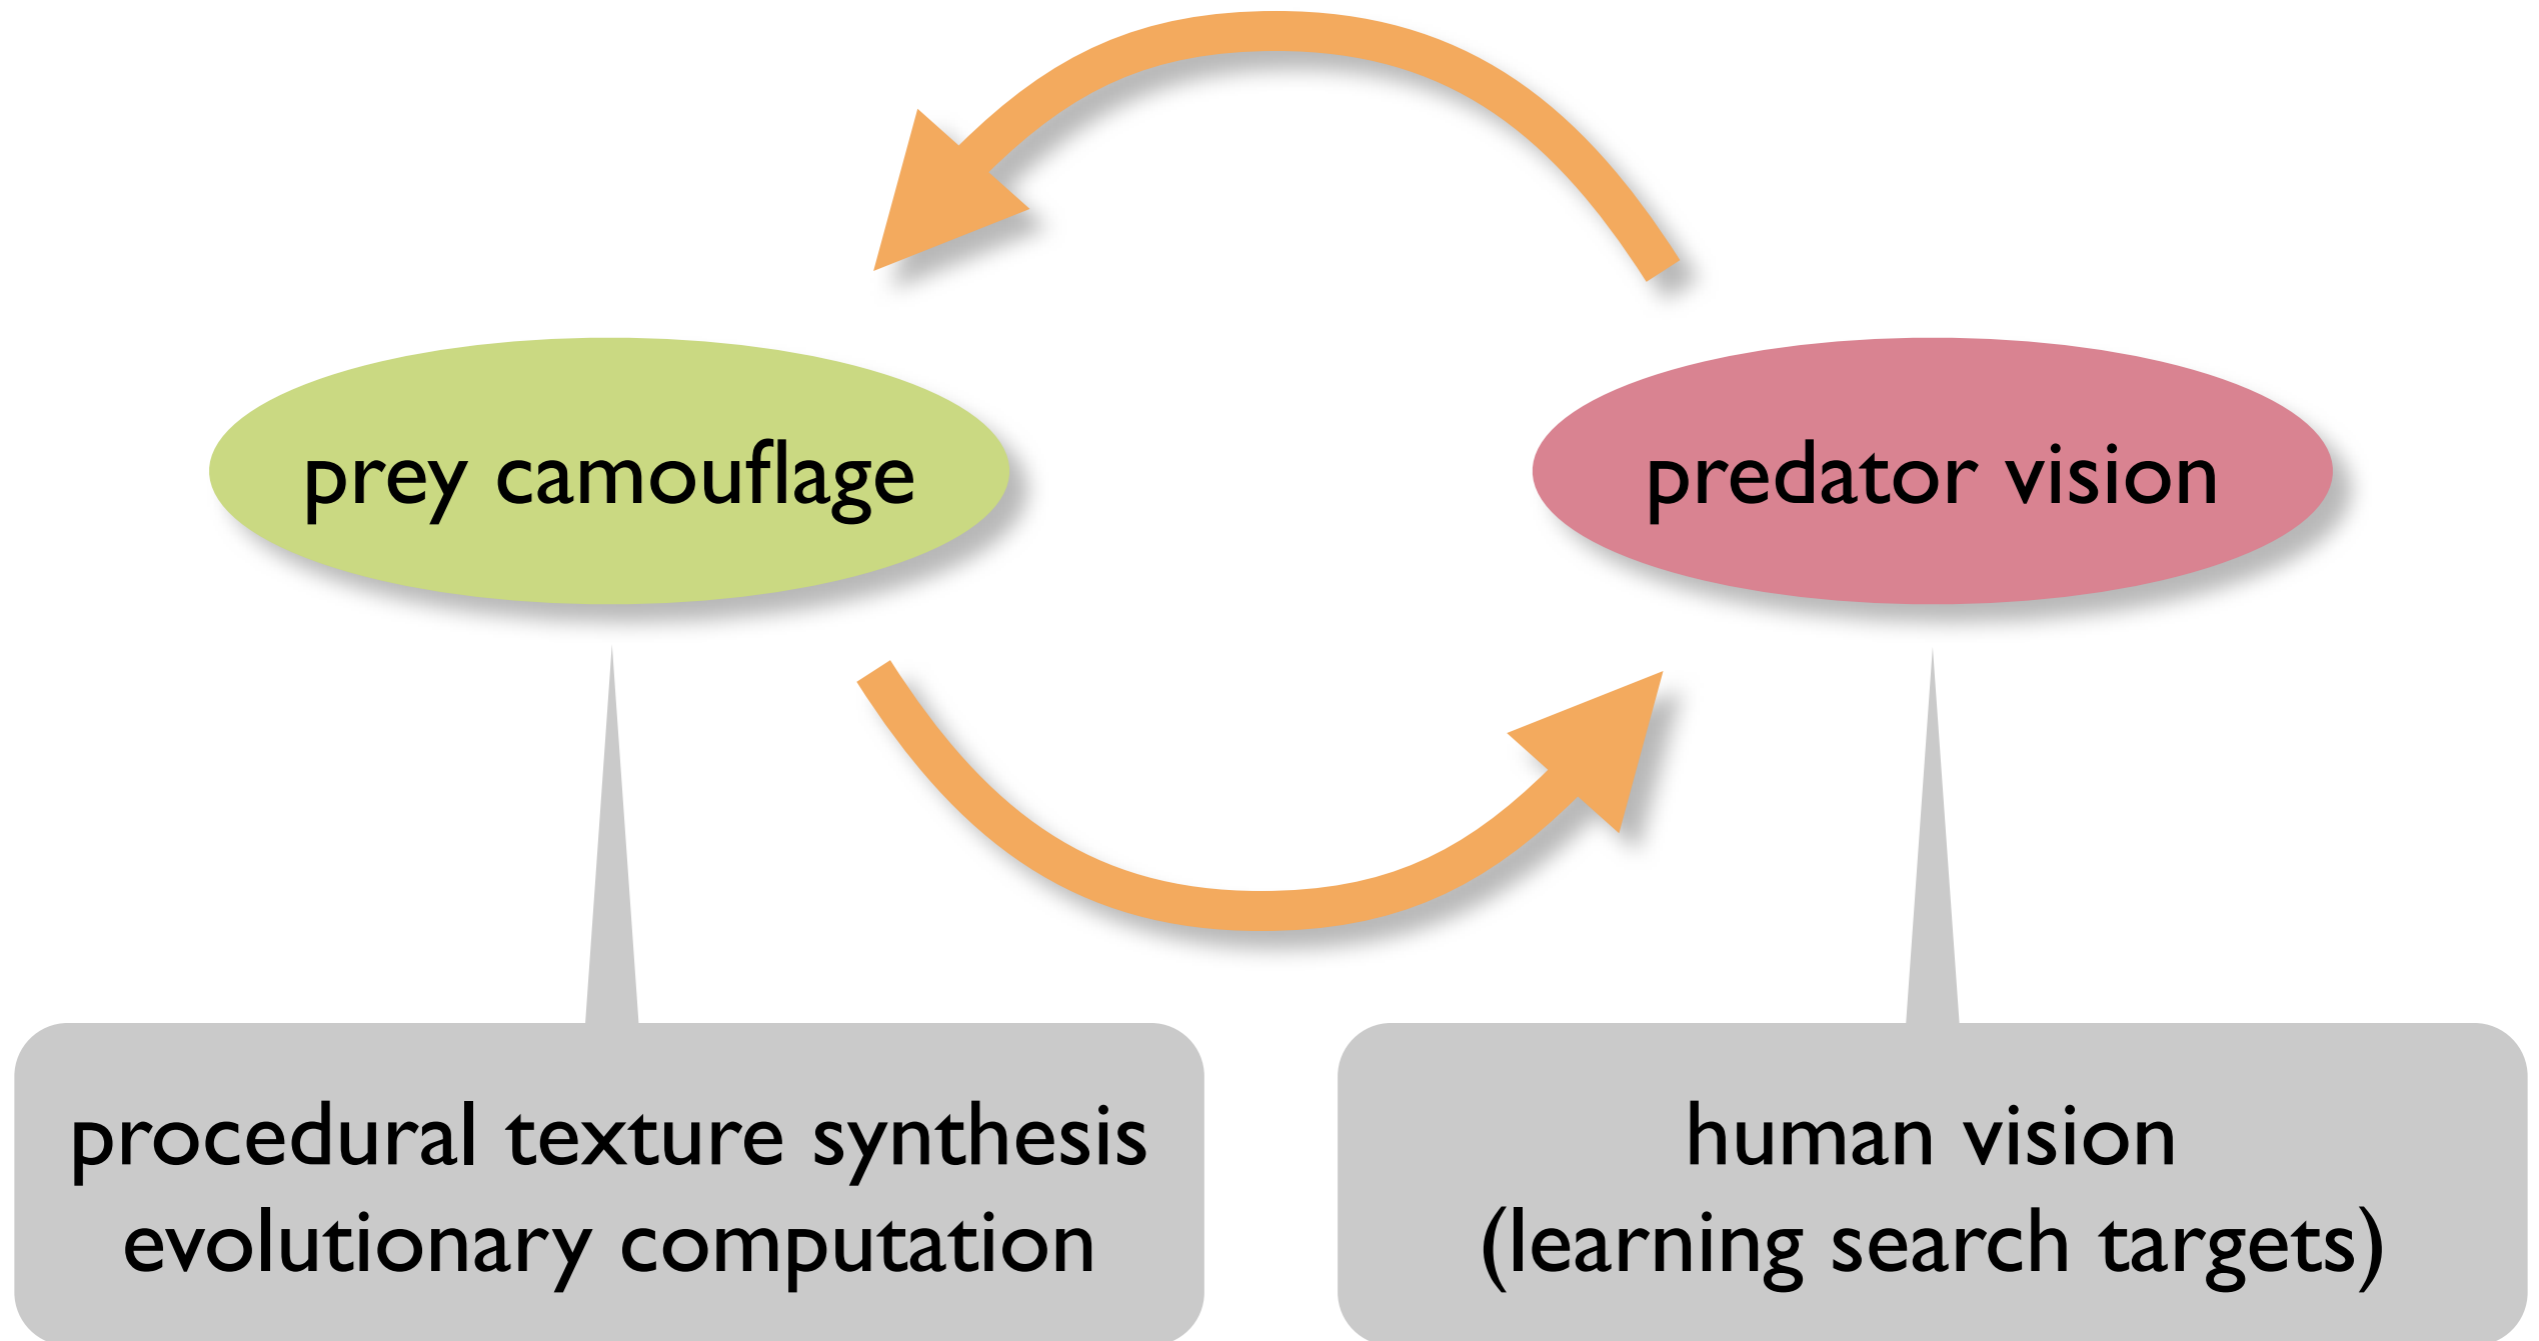 prey camouflage
predator vision
procedural texture synthesis
evolutionary computation
human vision
(learning search targets)